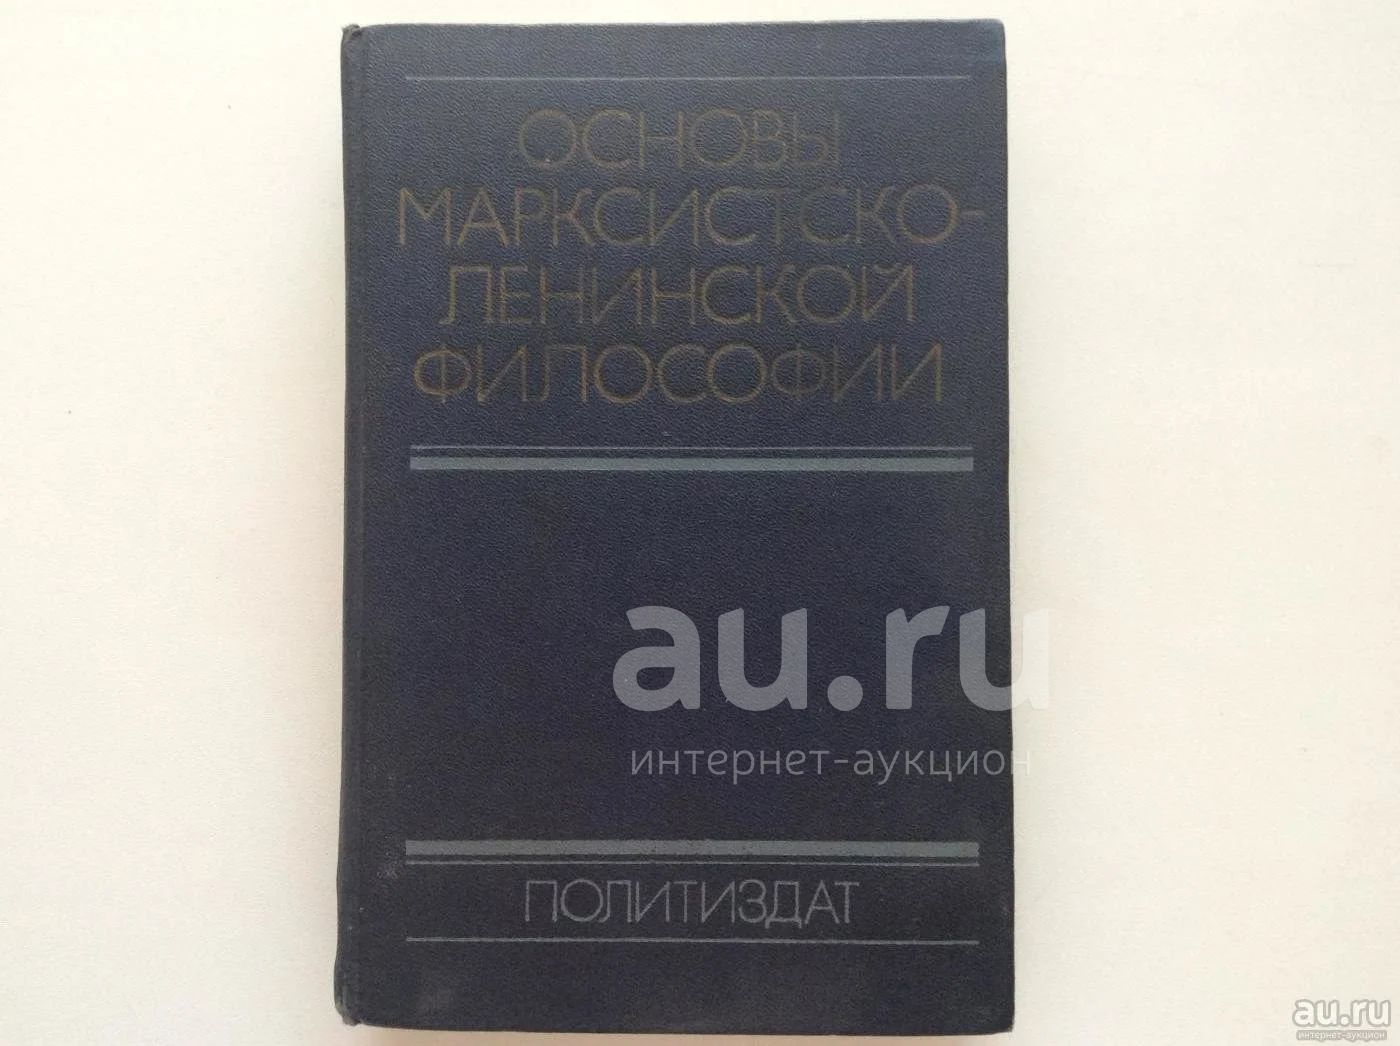 ОСНОВЫ
МАРКСИСТСКО-
ЛЕНИНСКОЙ
ФИЛОСОФИИ
au.ru
интернет-аукцион
ПОЛИТИЗДАТ
au.ru
интернет-аукцион